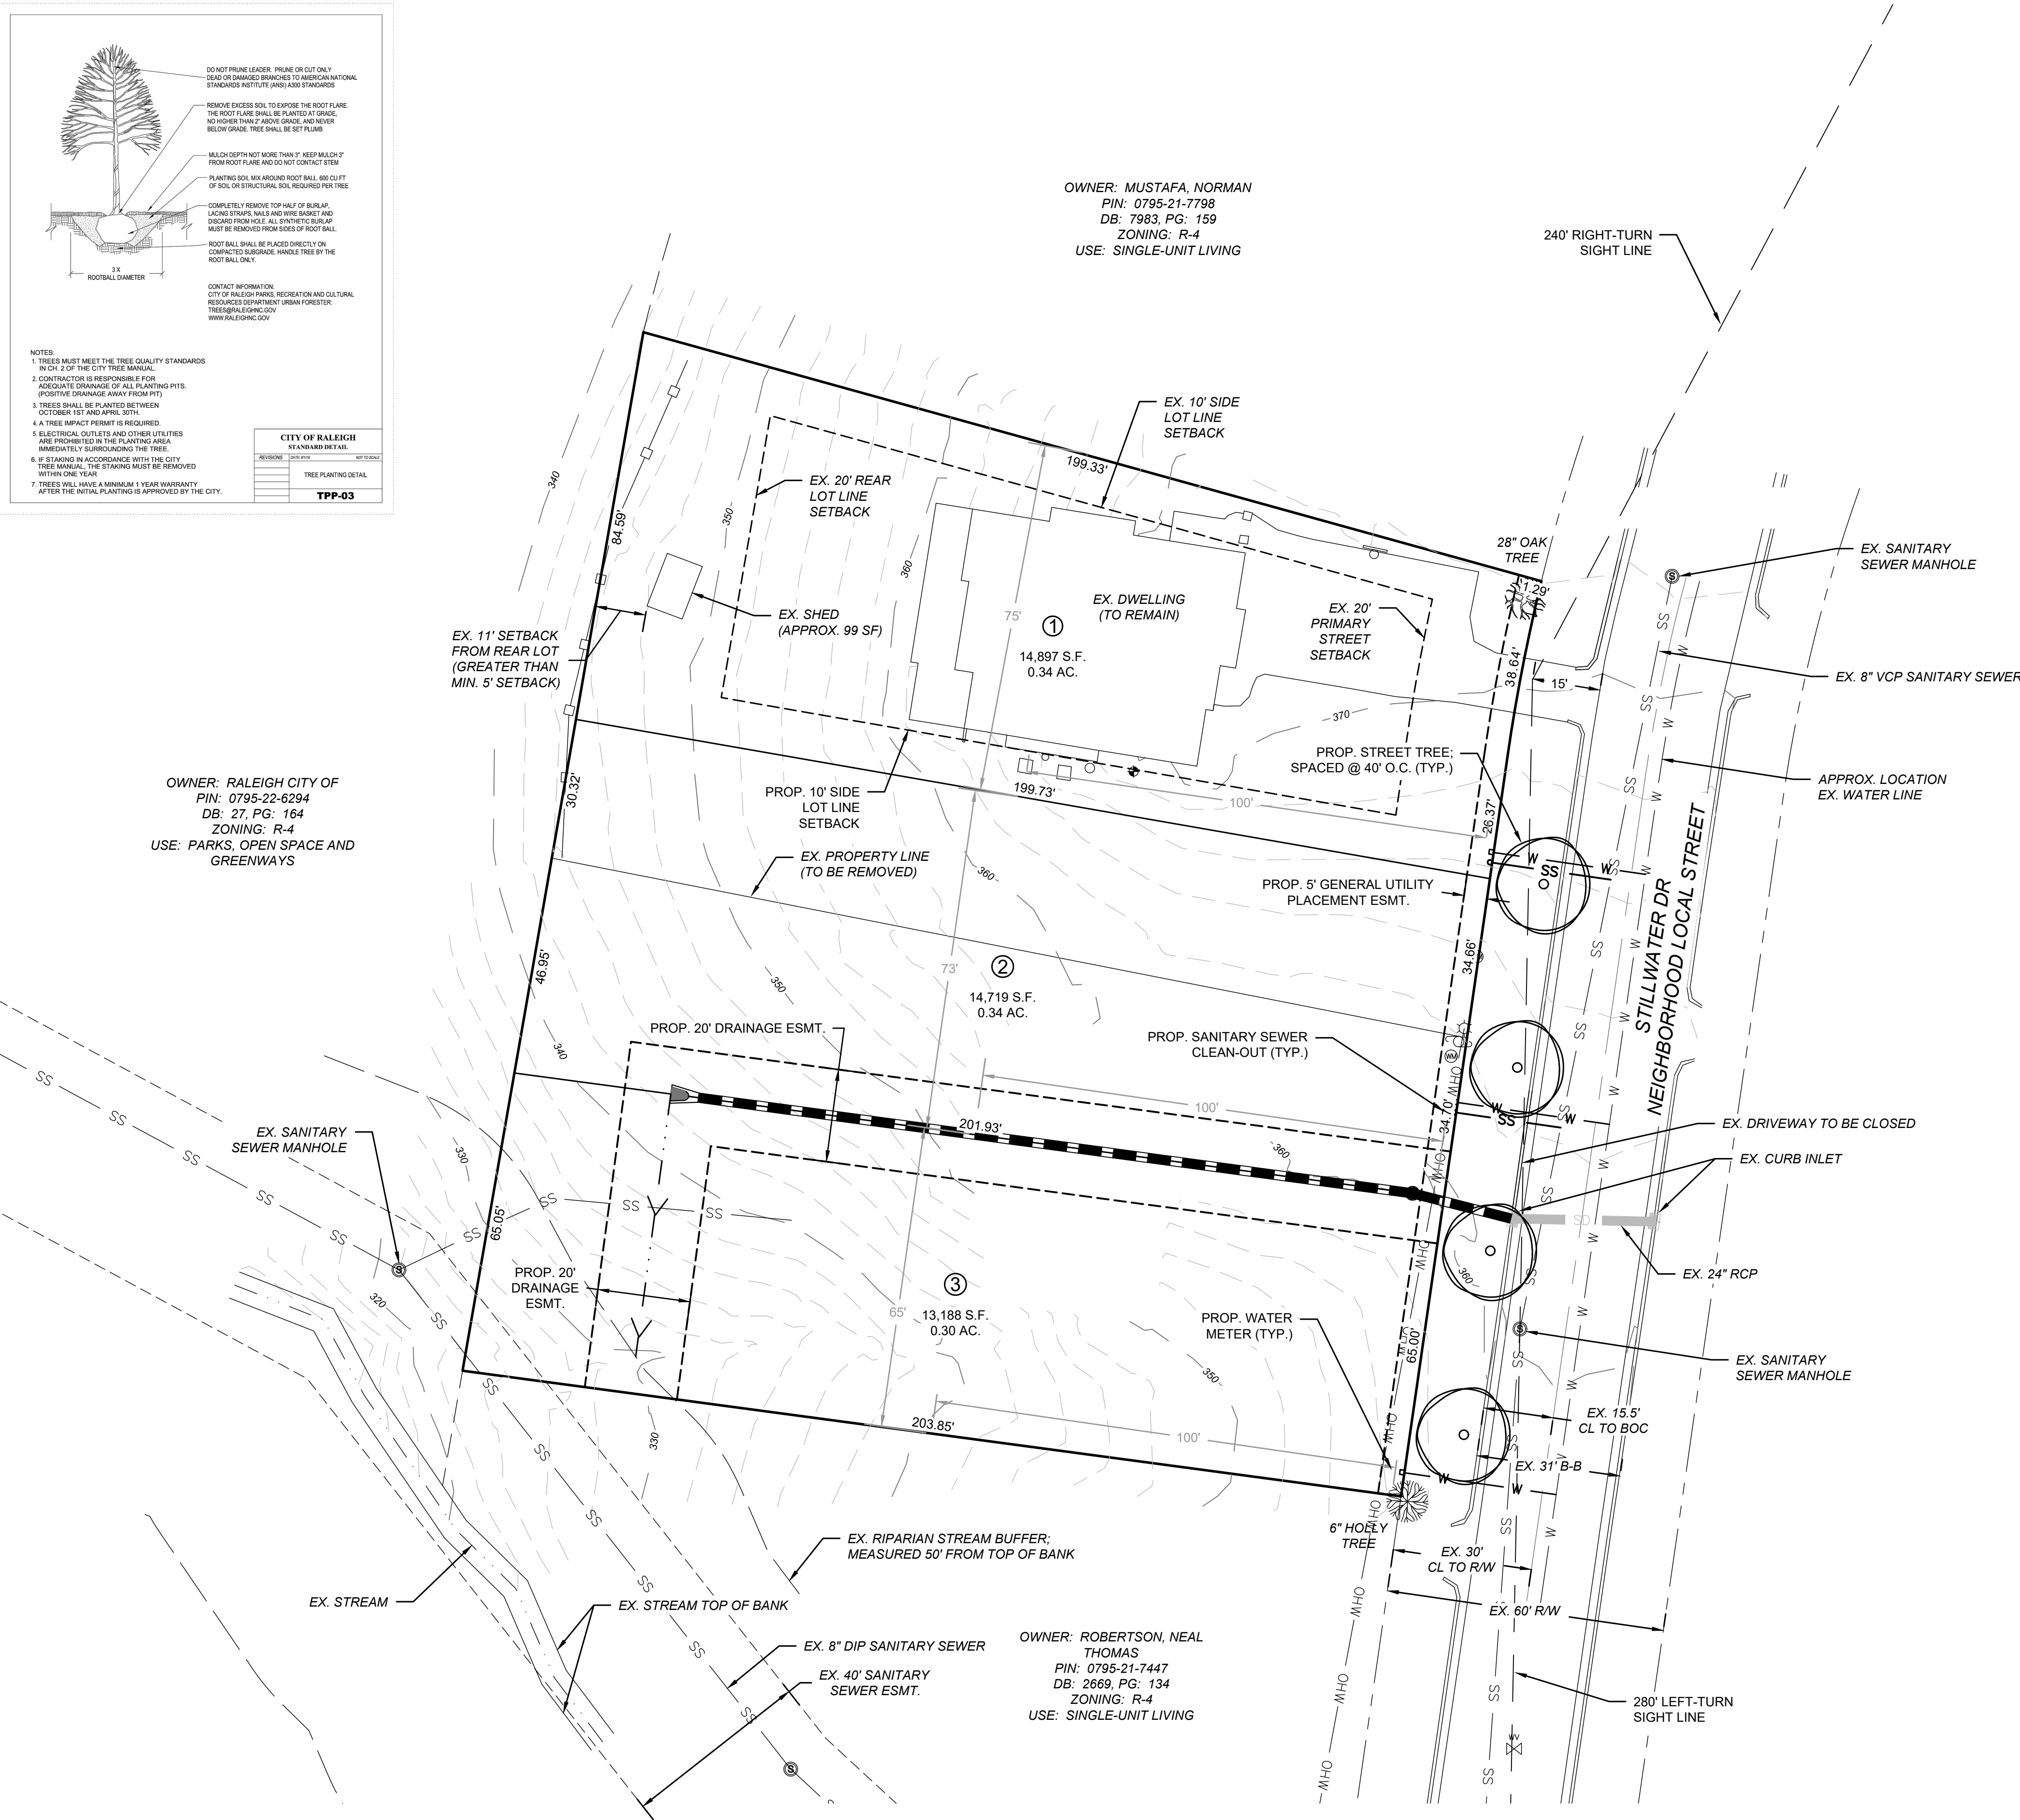 DO NOT PRUNE LEADER. PRUNE OR CUT ONLY
DEAD OR DAMAGED BRANCHES TO AMERICAN NATIONAL
STANDARDS INSTITUTE (ANSI) A300 STANDARDS
REMOVE EXCESS SOIL TO EXPOSE THE ROOT FLARE.
THE ROOT FLARE SHALL BE PLANTED AT GRADE,
NO HIGHER THAN 2" ABOVE GRADE, AND NEVER
BELOW GRADE. TREE SHALL BE SET PLUMB
MULCH DEPTH NOT MORE THAN 3". KEEP MULCH 3"
FROM ROOT FLARE AND DO NOT CONTACT STEM
PLANTING SOIL MIX AROUND ROOT BALL. 600 CU FT
OF SOIL OR STRUCTURAL SOIL REQUIRED PER TREE
COMPLETELY REMOVE TOP HALF OF BURLAP,
LACING STRAPS, NAILS AND WIRE BASKET AND
DISCARD FROM HOLE. ALL SYNTHETIC BURLAP
MUST BE REMOVED FROM SIDES OF ROOT BALL.
ROOT BALL SHALL BE PLACED DIRECTLY ON
COMPACTED SUBGRADE. HANDLE TREE BY THE
ROOT BALL ONLY.
3 X
ROOTBALL DIAMETER
CONTACT INFORMATION:
CITY OF RALEIGH PARKS, RECREATION AND CULTURAL
RESOURCES DEPARTMENT URBAN FORESTER:
TREES@RALEIGHNC.GOV
WWW.RALEIGHNC.GOV
NOTES:
1. TREES MUST MEET THE TREE QUALITY STANDARDS
IN CH. 2 OF THE CITY TREE MANUAL.
2. CONTRACTOR IS RESPONSIBLE FOR
ADEQUATE DRAINAGE OF ALL PLANTING PITS.
(POSITIVE DRAINAGE AWAY FROM PIT)
3. TREES SHALL BE PLANTED BETWEEN
OCTOBER 1ST AND APRIL 30TH.
4. A TREE IMPACT PERMIT IS REQUIRED.
5. ELECTRICAL OUTLETS AND OTHER UTILITIES
ARE PROHIBITED IN THE PLANTING AREA
IMMEDIATELY SURROUNDING THE TREE.
6. IF STAKING IN ACCORDANCE WITH THE CITY
TREE MANUAL, THE STAKING MUST BE REMOVED
WITHIN ONE YEAR
7. TREES WILL HAVE A MINIMUM 1 YEAR WARRANTY
AFTER THE INITIAL PLANTING IS APPROVED BY THE CITY.
CITY OF RALEIGH
STANDARD DETAIL
REVISIONS
NOT TO SCALE
TREE PLANTING DETAIL
TPP-03
OWNER: MUSTAFA, NORMAN
PIN: 0795-21-7798
DB: 7983, PG: 159
ZONING: R-4
USE: SINGLE-UNIT LIVING
240' RIGHT-TURN
SIGHT LINE
EX. 10' SIDE
LOT LINE
SETBACK
199.33'
EX. 20' REAR
LOT LINE
SETBACK
340
350
360
84.59'
28" OAK
TREE
1.29'
EX. SANITARY
SEWER MANHOLE
S
EX. DWELLING
(TO REMAIN)
75'
1
14,897 S.F.
0.34 AC.
EX. 20'
PRIMARY
STREET
SETBACK
EX. SHED
(APPROX. 99 SF)
EX. 11' SETBACK
FROM REAR LOT
(GREATER THAN
MIN. 5' SETBACK)
38.64'
15'
EX. 8" VCP SANITARY SEWER
370
PROP. STREET TREE;
SPACED @ 40' O.C. (TYP.)
APPROX. LOCATION
EX. WATER LINE
OWNER: RALEIGH CITY OF
PIN: 0795-22-6294
DB: 27, PG: 164
ZONING: R-4
USE: PARKS, OPEN SPACE AND
GREENWAYS
30.32'
PROP. 10' SIDE
LOT LINE
SETBACK
199.73'
100'
26.37'
EX. PROPERTY LINE
(TO BE REMOVED)
360
PROP. 5' GENERAL UTILITY
PLACEMENT ESMT.
W
SS
W
STILLWATER DR
NEIGHBORHOOD LOCAL STREET
46.95'
73'
2
14,719 S.F.
0.34 AC.
350
34.66'
PROP. 20' DRAINAGE ESMT.
PROP. SANITARY SEWER
CLEAN-OUT (TYP.)
WM
340
100'
34.70'
W
SS
W
OHW
201.93'
360
EX. DRIVEWAY TO BE CLOSED
EX. CURB INLET
SD
EX. 24" RCP
EX. SANITARY
SEWER MANHOLE
S
330
320
65.05'
SS
PROP. 20'
DRAINAGE
ESMT.
3
13,188 S.F.
0.30 AC.
65'
360
PROP. WATER
METER (TYP.)
65.00'
350
S
EX. SANITARY
SEWER MANHOLE
EX. 15.5'
CL TO BOC
EX. 31' B-B
203.85'
100'
330
W
W
6" HOLLY
TREE
EX. 30'
CL TO R/W
EX. 60' R/W
EX. RIPARIAN STREAM BUFFER;
MEASURED 50' FROM TOP OF BANK
EX. STREAM
EX. STREAM TOP OF BANK
EX. 8" DIP SANITARY SEWER
EX. 40' SANITARY
SEWER ESMT.
OWNER: ROBERTSON, NEAL
THOMAS
PIN: 0795-21-7447
DB: 2669, PG: 134
ZONING: R-4
USE: SINGLE-UNIT LIVING
280' LEFT-TURN
SIGHT LINE
WV
S